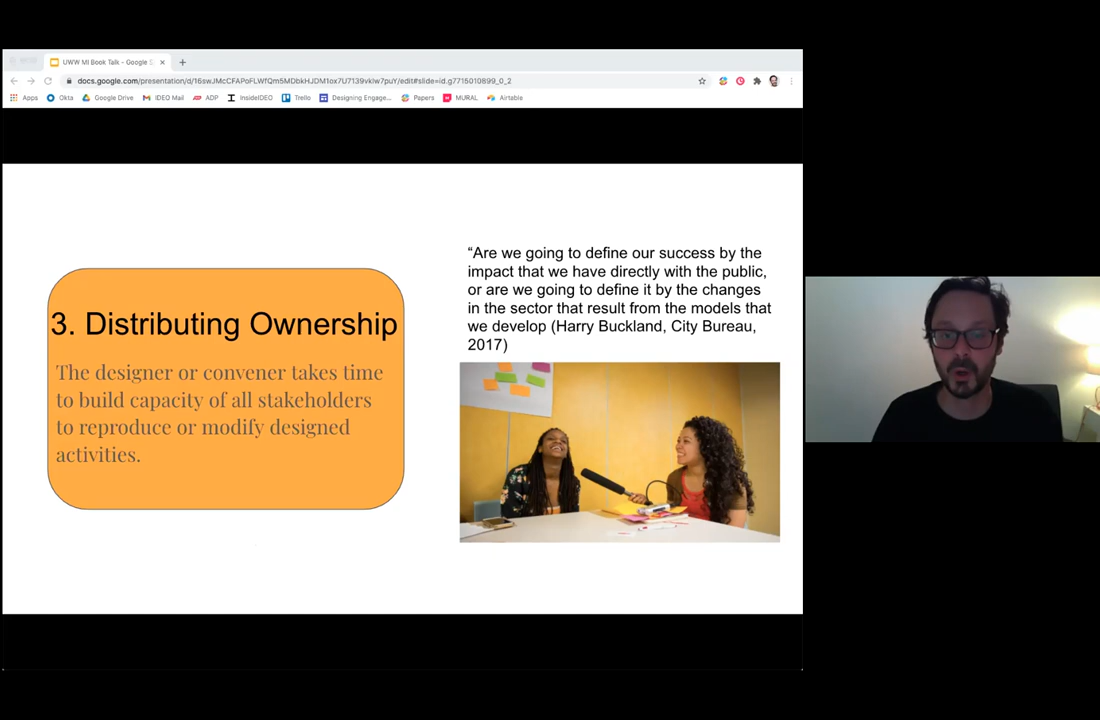 UWW MI Book Talk - Google S
docs.google.com/presentation/d/16swJMcCFAPoFLWfQm5MDbkHJDM1ox7U7139vkiw7puY/edit#slide=id.g7715010899_0_2
Apps Okta Google Drive IDEO Mail ADP InsideIDEO Trello Designing Engage... Papers MURAL Airtable
3. Distributing Ownership
The designer or convener takes time
to build capacity of all stakeholders
to reproduce or modify designed
activities.
“Are we going to define our success by the
impact that we have directly with the public,
or are we going to define it by the changes
in the sector that result from the models that
we develop (Harry Buckland, City Bureau,
2017)